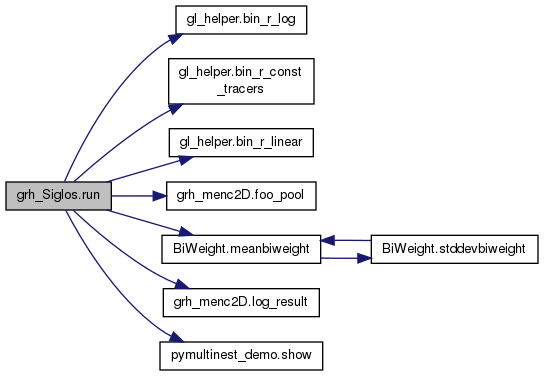 gl_helper.bin_r_log
gl_helper.bin_r_const
_tracers
gl_helper.bin_r_linear
grh_Siglos.run
grh_menc2D.foo_pool
BiWeight.meanbiweight
BiWeight.stddevbiweight
grh_menc2D.log_result
pymultinest_demo.show